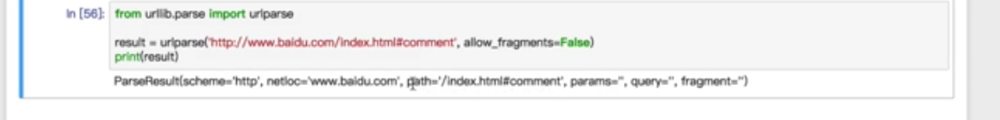 In [56]: from urllib.parse import urlparse
result = urlparse('http://www.baidu.com/index.html#comment', allow_fragments=False)
print(result)
ParseResult(scheme='http', netloc='www.baidu.com', path='/index.html#comment', params='', query='', fragment='')